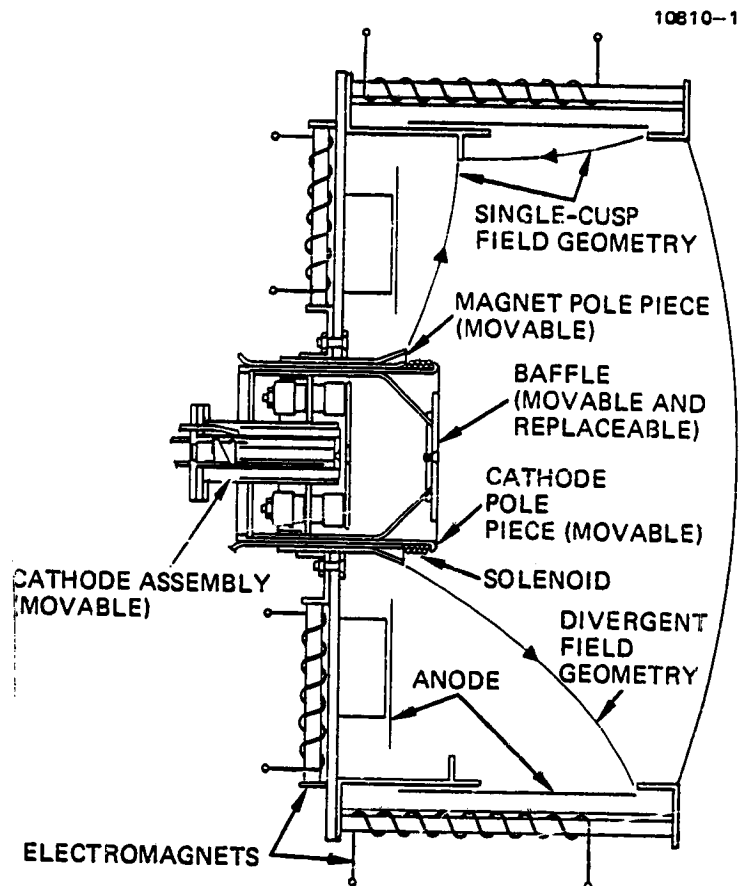 10810-1
SINGLE-CUSP
FIELD GEOMETRY
MAGNET POLE PIECE
(MOVABLE)
BAFFLE
(MOVABLE AND
REPLACEABLE)
CATHODE
POLE
PIECE (MOVABLE)
SOLENOID
CATHODE ASSEMBLY
(MOVABLE)
DIVERGENT
FIELD
GEOMETRY
ANODE
ELECTROMAGNETS